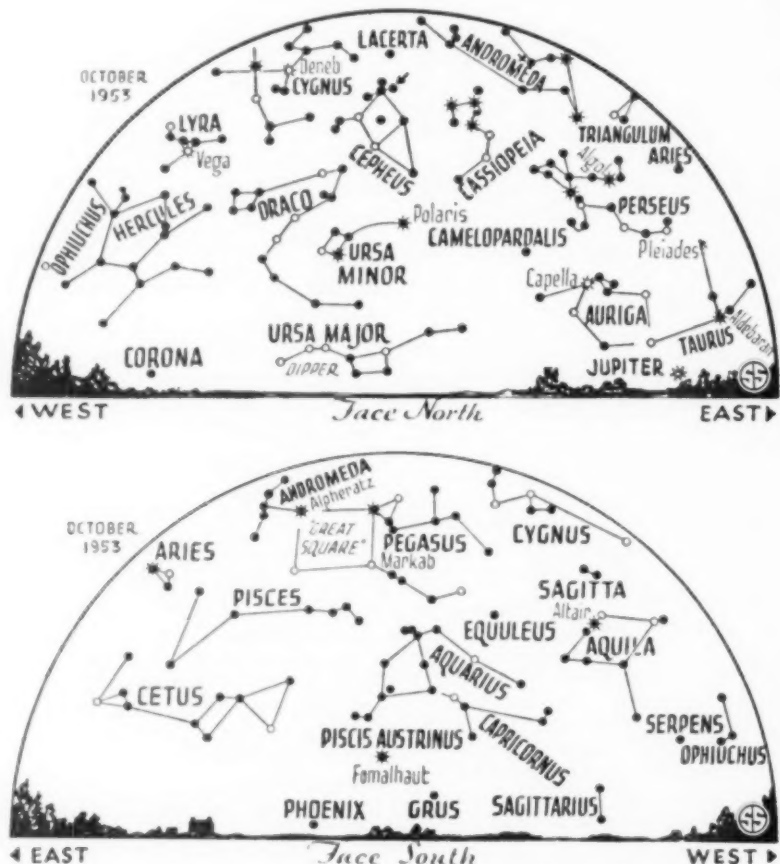 OCTOBER
1953
LACERTA
ANDROMEDA
Deneb
CYGNUS
LYRA
Vega
CEPHEUS
CASSIOPEIA
TRIANGULUM
ARIES
Algol
OPHIUCHUS
HERCULES
DRACO
Polaris
PERSEUS
URSA
MINOR
CAMELOPARDALIS
Pleiades
Capella
AURIGA
TAURUS
Aldebaran
CORONA
URSA MAJOR
DIPPER
JUPITER
SS
WEST
Face North
EAST
OCTOBER
1953
ANDROMEDA
Alpheratz
ARIES
"GREAT
SQUARE"
PEGASUS
Markab
CYGNUS
PISCES
SAGITTA
Altair
EQUULEUS
AQUILA
CETUS
AQUARIUS
CAPRICORNUS
SERPENS
OPHIUCHUS
PISCIS AUSTRINUS
Fomalhaut
PHOENIX
GRUS
SAGITTARIUS
SS
EAST
Face South
WEST